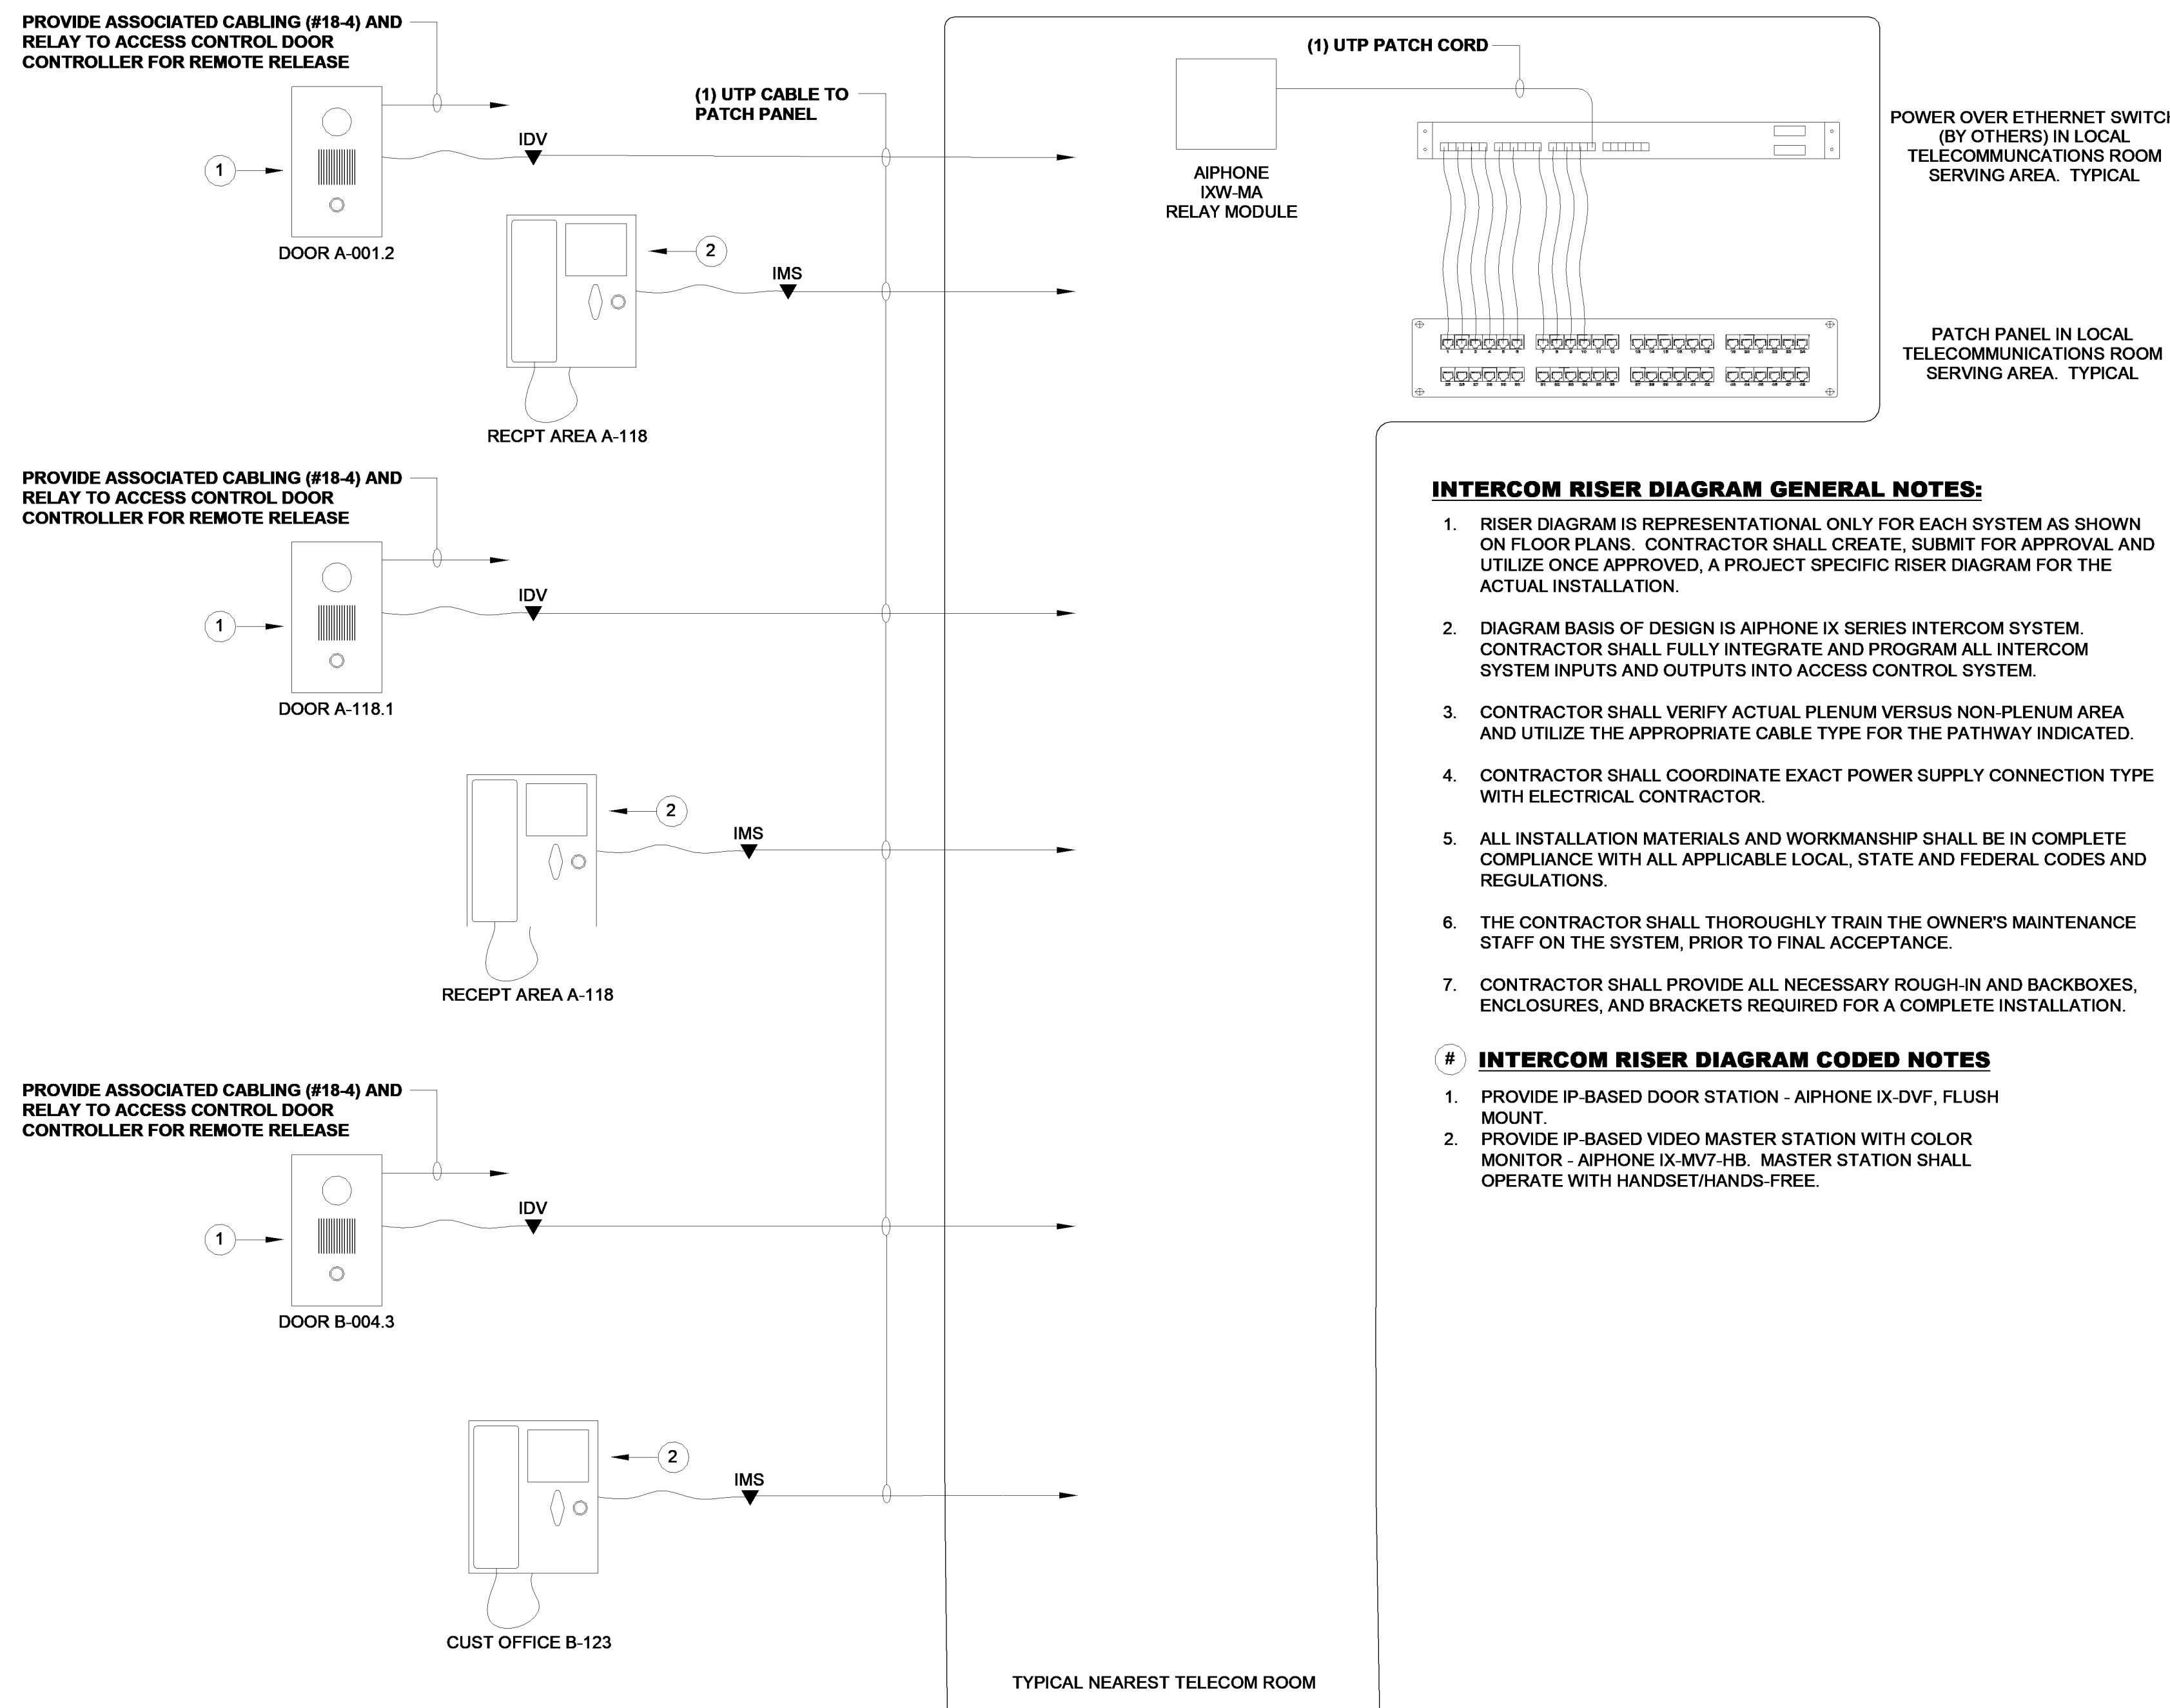 PROVIDE ASSOCIATED CABLING (#18-4) AND
RELAY TO ACCESS CONTROL DOOR
CONTROLLER FOR REMOTE RELEASE
(1) UTP CABLE TO
PATCH PANEL
IDV
1
DOOR A-001.2
2
IMS
RECPT AREA A-118
PROVIDE ASSOCIATED CABLING (#18-4) AND
RELAY TO ACCESS CONTROL DOOR
CONTROLLER FOR REMOTE RELEASE
IDV
1
DOOR A-118.1
2
IMS
RECEPT AREA A-118
PROVIDE ASSOCIATED CABLING (#18-4) AND
RELAY TO ACCESS CONTROL DOOR
CONTROLLER FOR REMOTE RELEASE
IDV
1
DOOR B-004.3
2
IMS
CUST OFFICE B-123
TYPICAL NEAREST TELECOM ROOM
(1) UTP PATCH CORD
AIPHONE
IXW-MA
RELAY MODULE
POWER OVER ETHERNET SWITCH
(BY OTHERS) IN LOCAL
TELECOMMUNCATIONS ROOM
SERVING AREA. TYPICAL
PATCH PANEL IN LOCAL
TELECOMMUNICATIONS ROOM
SERVING AREA. TYPICAL
INTERCOM RISER DIAGRAM GENERAL NOTES:
1. RISER DIAGRAM IS REPRESENTATIONAL ONLY FOR EACH SYSTEM AS SHOWN
ON FLOOR PLANS. CONTRACTOR SHALL CREATE, SUBMIT FOR APPROVAL AND
UTILIZE ONCE APPROVED, A PROJECT SPECIFIC RISER DIAGRAM FOR THE
ACTUAL INSTALLATION.
2. DIAGRAM BASIS OF DESIGN IS AIPHONE IX SERIES INTERCOM SYSTEM.
CONTRACTOR SHALL FULLY INTEGRATE AND PROGRAM ALL INTERCOM
SYSTEM INPUTS AND OUTPUTS INTO ACCESS CONTROL SYSTEM.
3. CONTRACTOR SHALL VERIFY ACTUAL PLENUM VERSUS NON-PLENUM AREA
AND UTILIZE THE APPROPRIATE CABLE TYPE FOR THE PATHWAY INDICATED.
4. CONTRACTOR SHALL COORDINATE EXACT POWER SUPPLY CONNECTION TYPE
WITH ELECTRICAL CONTRACTOR.
5. ALL INSTALLATION MATERIALS AND WORKMANSHIP SHALL BE IN COMPLETE
COMPLIANCE WITH ALL APPLICABLE LOCAL, STATE AND FEDERAL CODES AND
REGULATIONS.
6. THE CONTRACTOR SHALL THOROUGHLY TRAIN THE OWNER'S MAINTENANCE
STAFF ON THE SYSTEM, PRIOR TO FINAL ACCEPTANCE.
7. CONTRACTOR SHALL PROVIDE ALL NECESSARY ROUGH-IN AND BACKBOXES,
ENCLOSURES, AND BRACKETS REQUIRED FOR A COMPLETE INSTALLATION.
# INTERCOM RISER DIAGRAM CODED NOTES
1. PROVIDE IP-BASED DOOR STATION - AIPHONE IX-DVF, FLUSH
MOUNT.
2. PROVIDE IP-BASED VIDEO MASTER STATION WITH COLOR
MONITOR - AIPHONE IX-MV7-HB. MASTER STATION SHALL
OPERATE WITH HANDSET/HANDS-FREE.